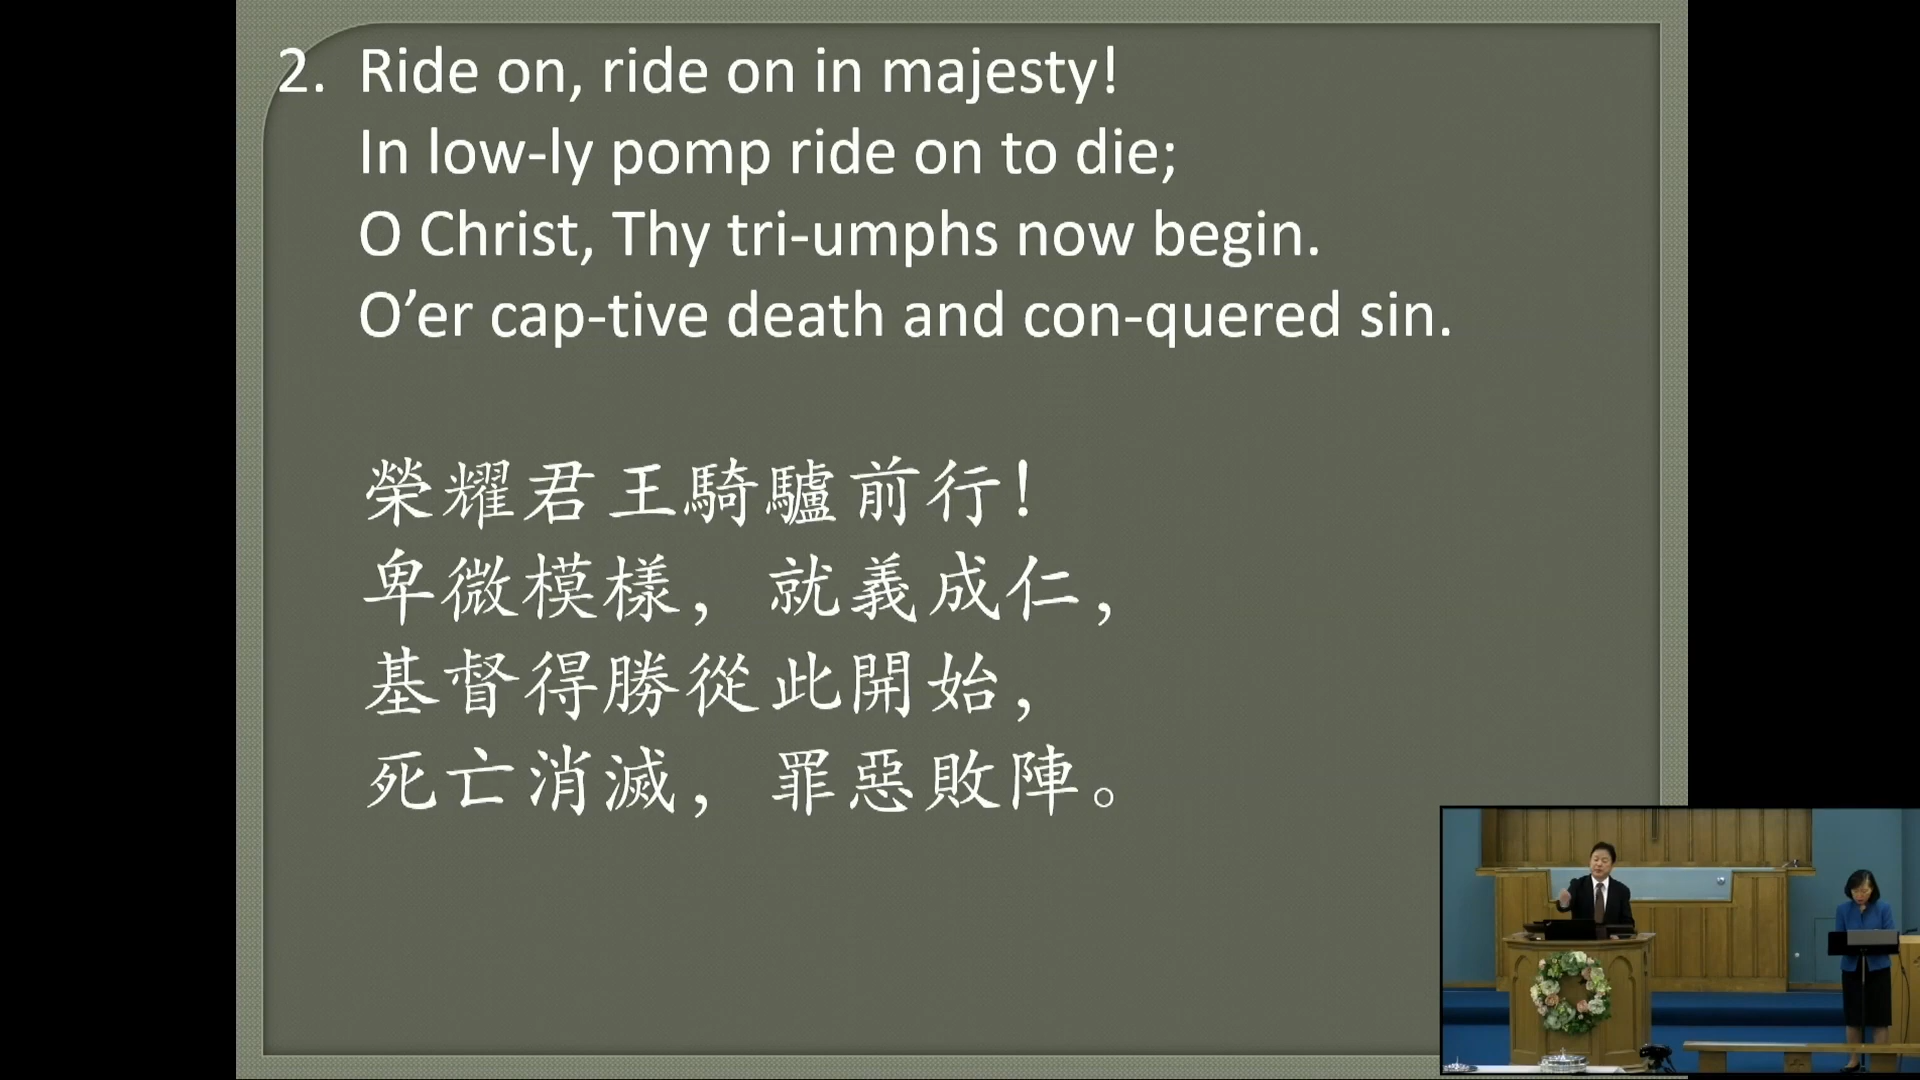 2. Ride on, ride on in majesty!
In low-ly pomp ride on to die;
O Christ, Thy tri-umphs now begin.
O’er cap-tive death and con-quered sin.
榮耀君王騎驢前行！
卑微模樣，就義成仁，
基督得勝從此開始，
死亡消滅，罪惡敗陣。